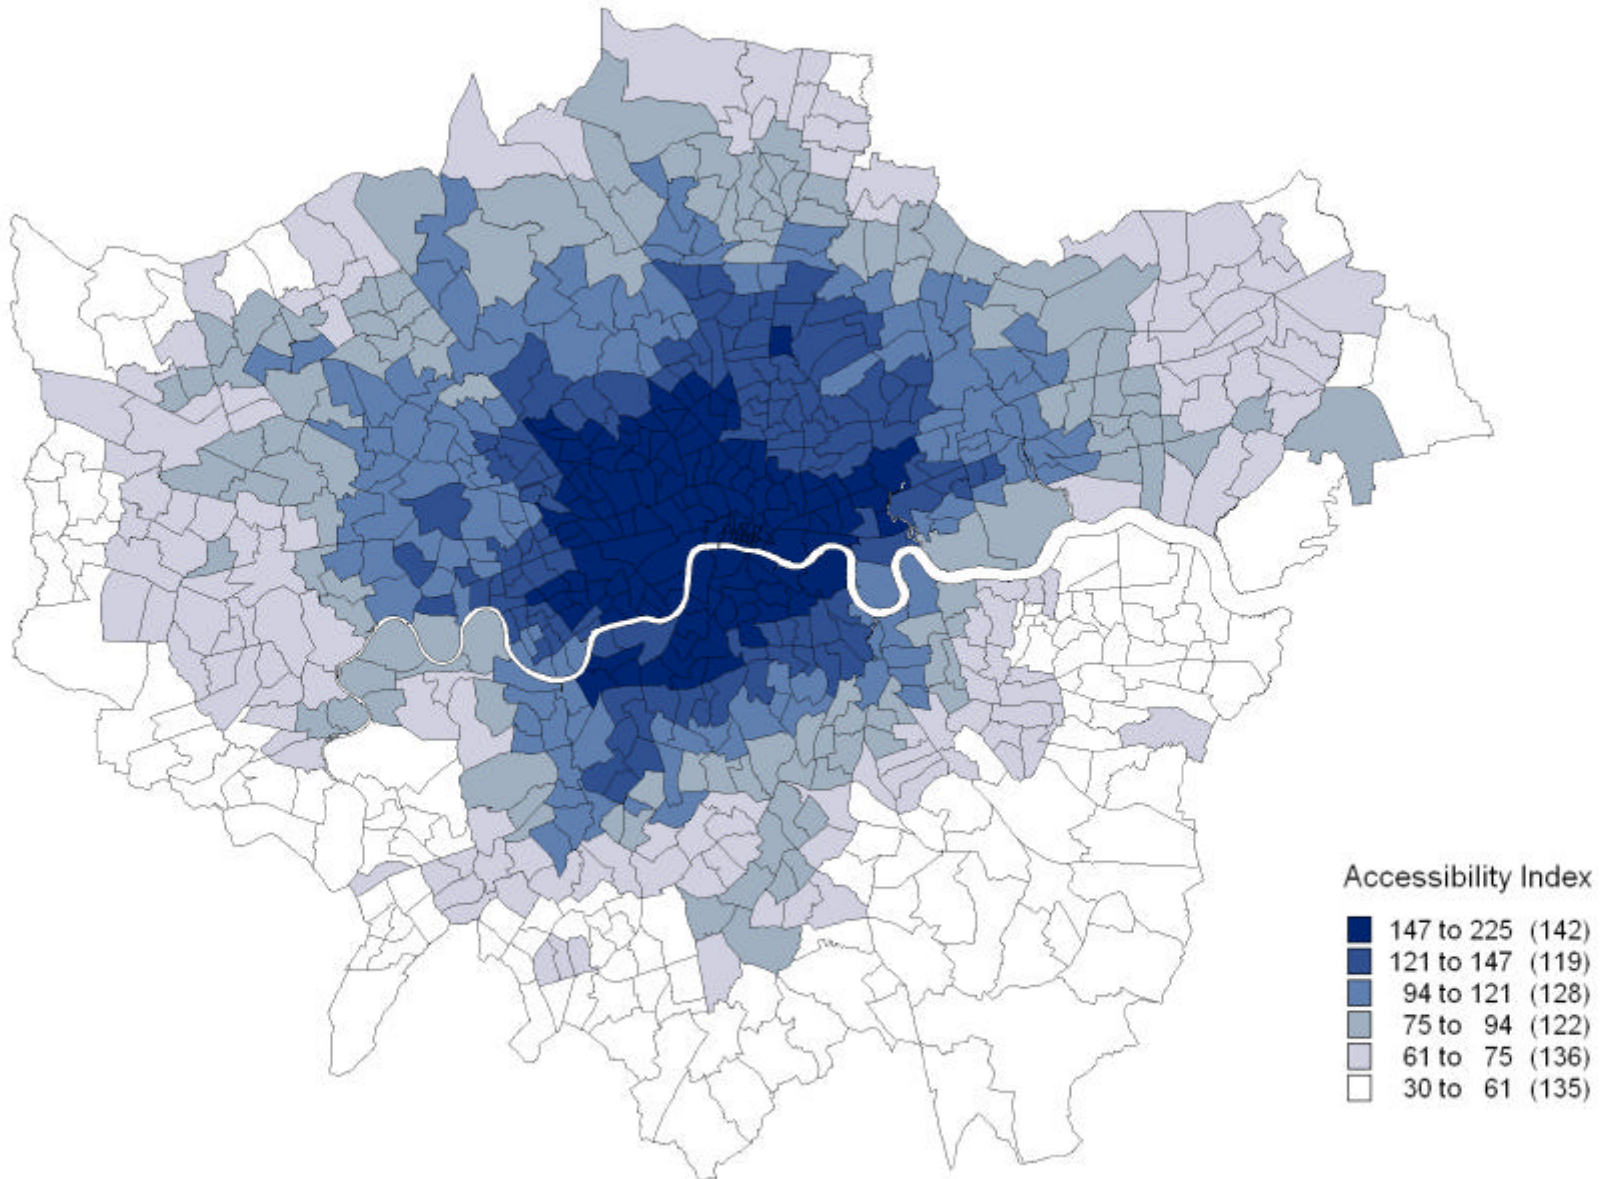 Accessibility Index
147 to 225 (142)
121 to 147 (119)
94 to 121 (128)
75 to 94 (122)
61 to 75 (136)
30 to 61 (135)